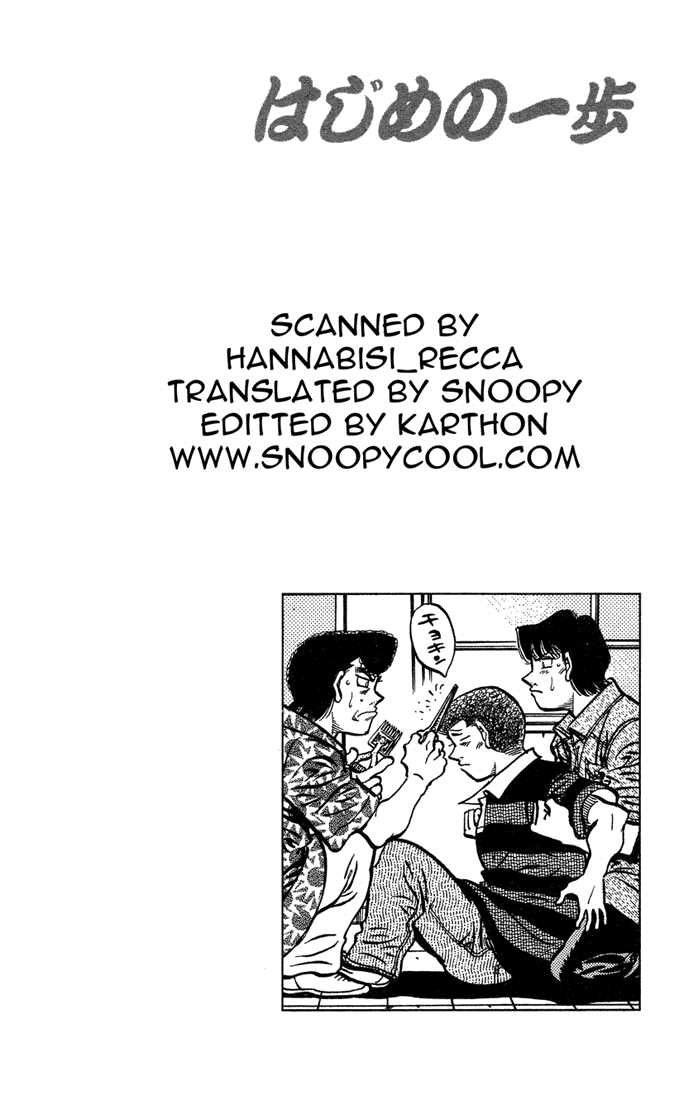 はじめの一歩
SCANNED BY
HANNABISI_RECCA
TRANSLATED BY SNOOPY
EDITTED BY KARTHON
WWW.SNOOPYCOOL.COM
チョキン